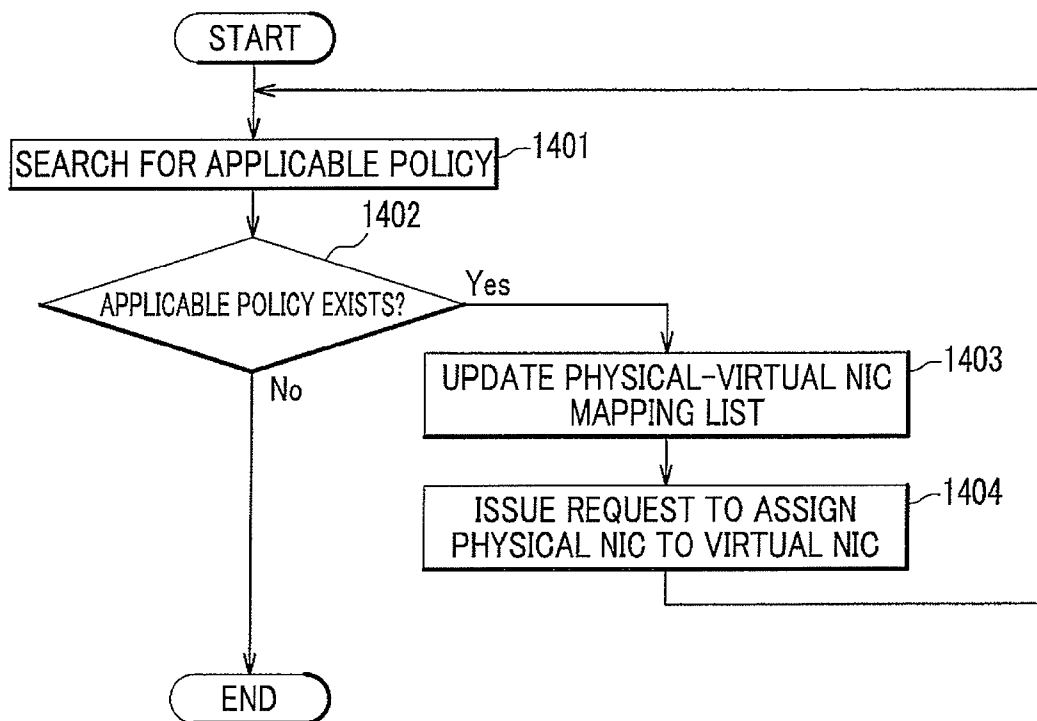 START
SEARCH FOR APPLICABLE POLICY
1401
1402
APPLICABLE POLICY EXISTS?
Yes
No
UPDATE PHYSICAL-VIRTUAL NIC
MAPPING LIST
1403
ISSUE REQUEST TO ASSIGN
PHYSICAL NIC TO VIRTUAL NIC
1404
END